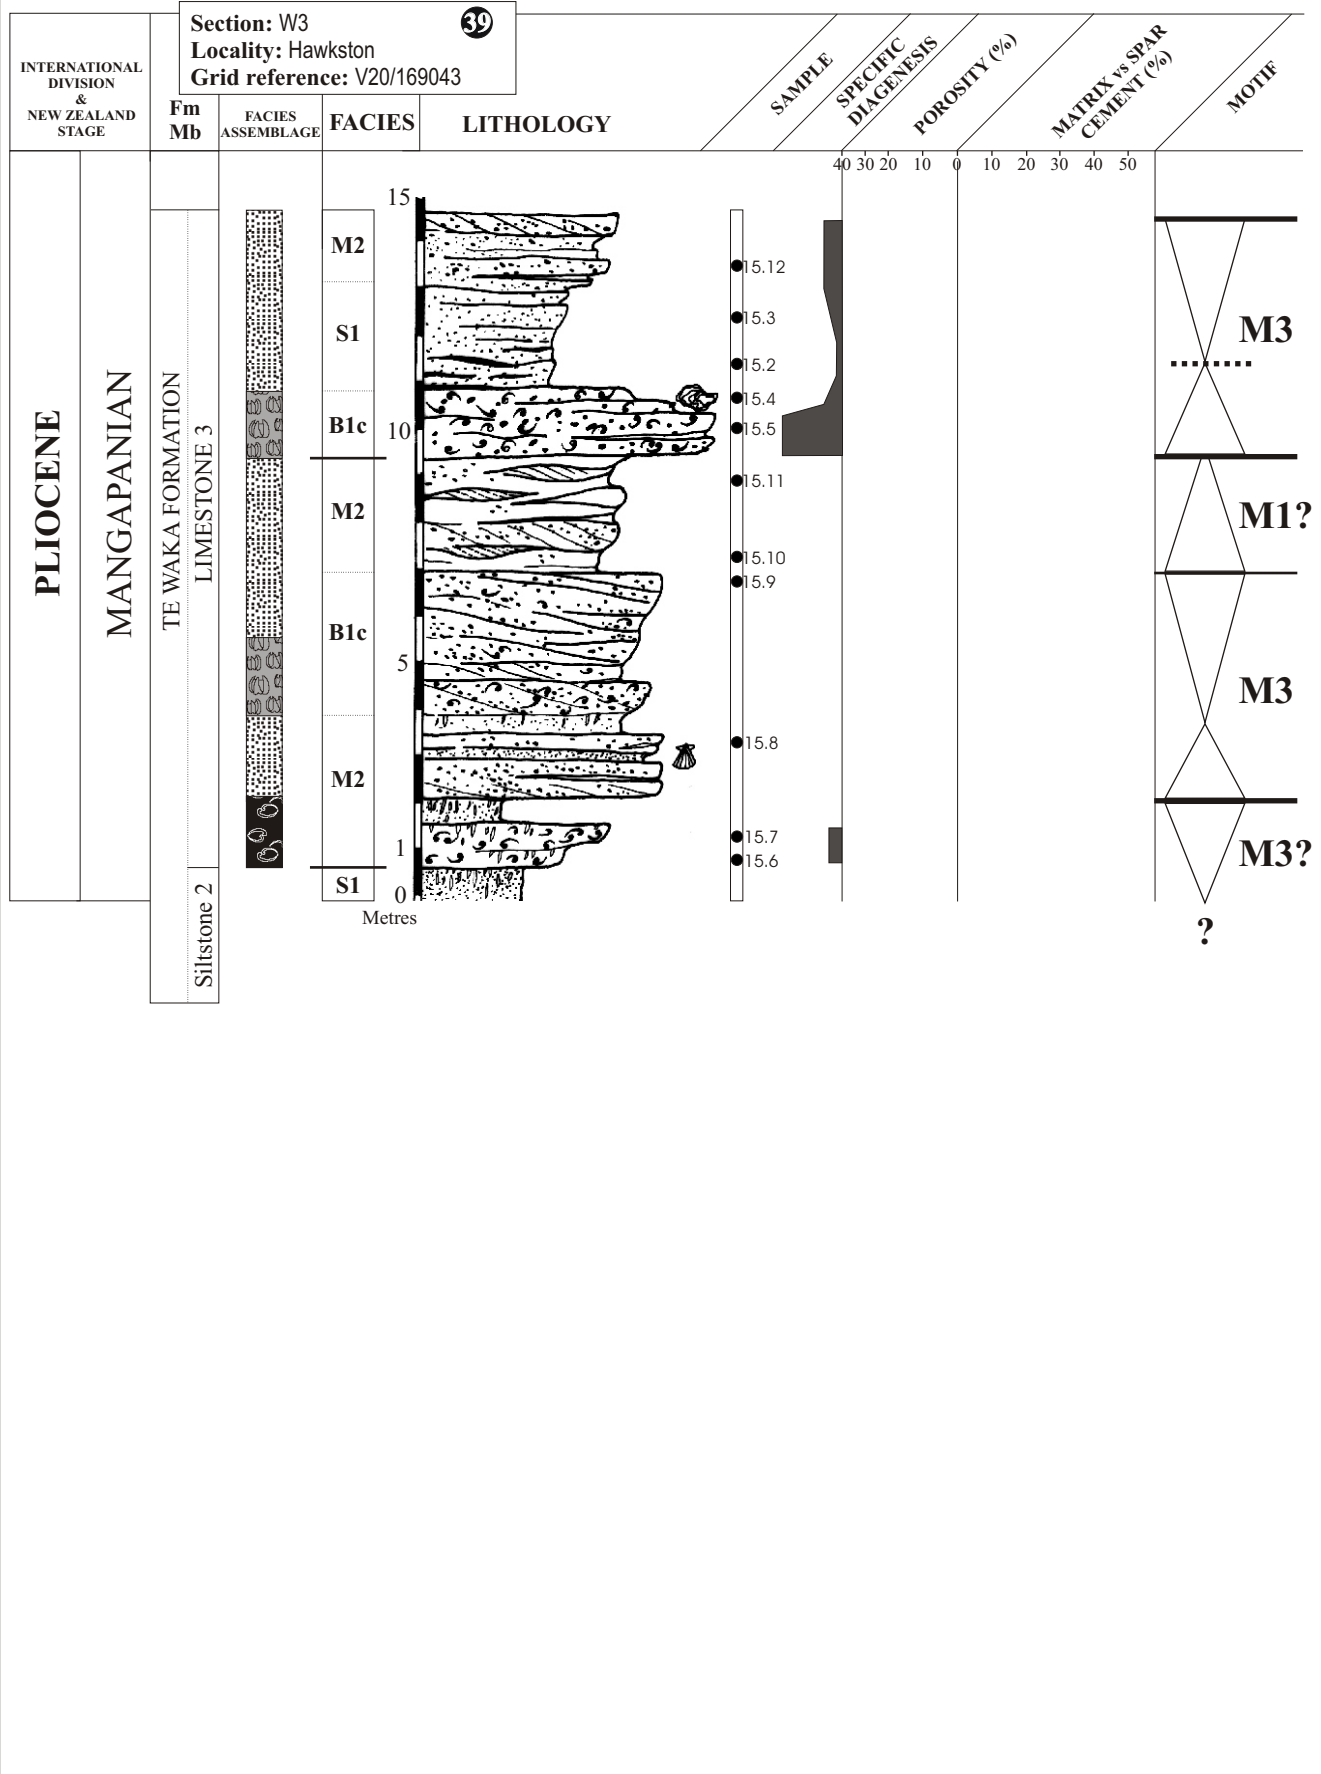 Section: W3
39
Locality: Hawkston
Grid reference: V20/169043
INTERNATIONAL
DIVISION
&
NEW ZEALAND
STAGE
Fm
Mb
FACIES
ASSEMBLAGE
FACIES
LITHOLOGY
SAMPLE
SPECIFIC
DIAGENESIS
POROSITY (%)
MATRIX vs SPAR
CEMENT (%)
MOTIF
40 30 20 10 0 10 20 30 40 50
PLIOCENE
MANGAPANIAN
TE WAKA FORMATION
LIMESTONE 3
Siltstone 2
M2
S1
B1c
M2
B1c
M2
S1
15
10
5
1
0
Metres
15.12
15.3
15.2
15.4
15.5
15.11
15.10
15.9
15.8
15.7
15.6
M3
M1?
M3
M3?
?